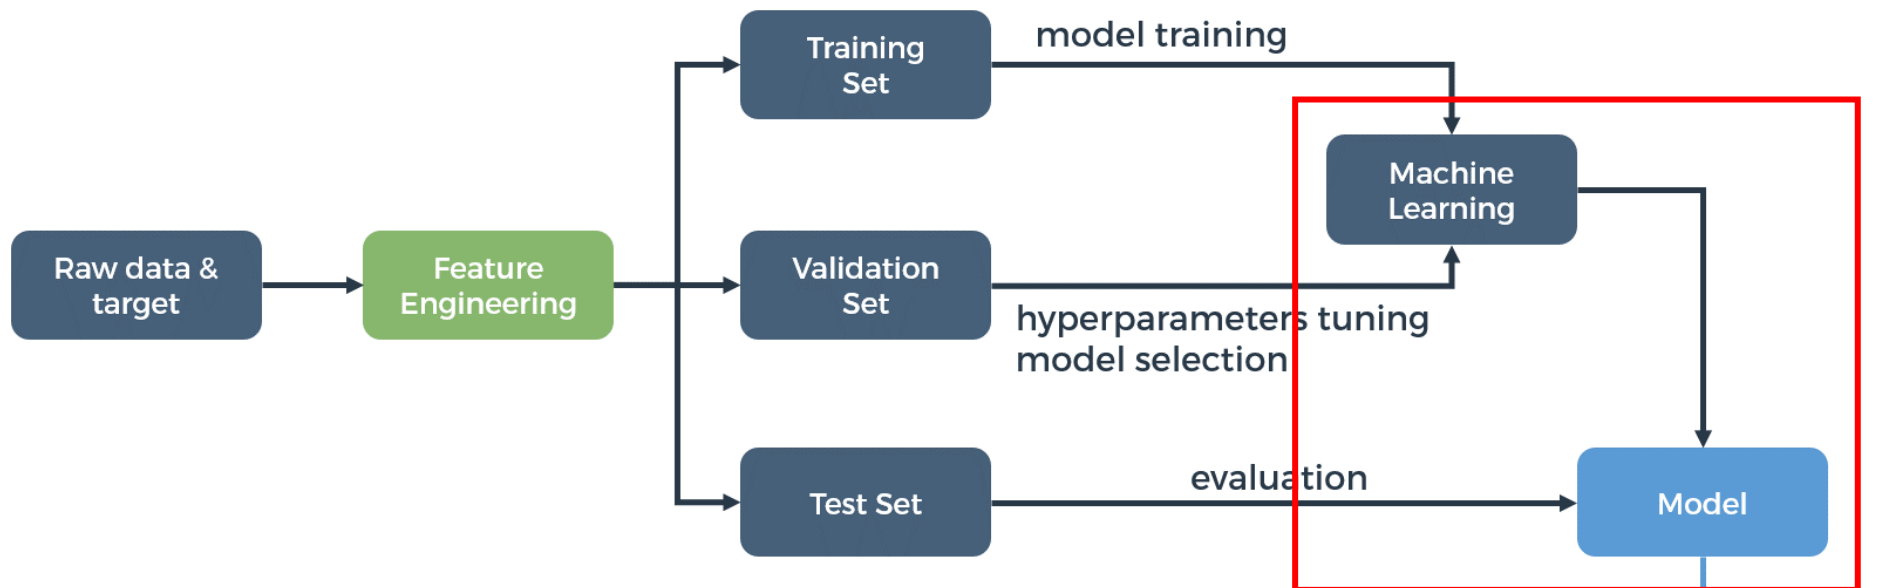 Training
Set
model training
Machine
Learning
Raw data &
target
Feature
Engineering
Validation
Set
hyperparameters tuning
model selection
Test Set
evaluation
Model